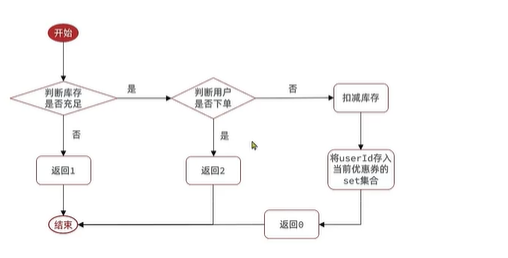 开始
判断库存
是否充足
是
判断用户
是否下单
否
扣减库存
否
是
返回1
返回2
将userId存入
当前优惠券的
set集合
结束
返回0